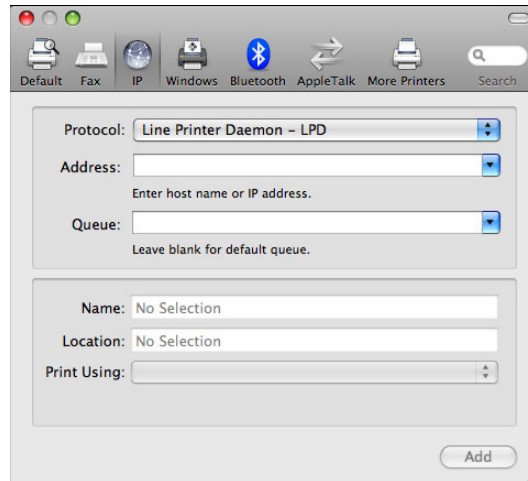 Default Fax IP Windows Bluetooth AppleTalk More Printers Search
Protocol: Line Printer Daemon – LPD
Address:
Enter host name or IP address.
Queue:
Leave blank for default queue.
Name: No Selection
Location: No Selection
Print Using:
Add